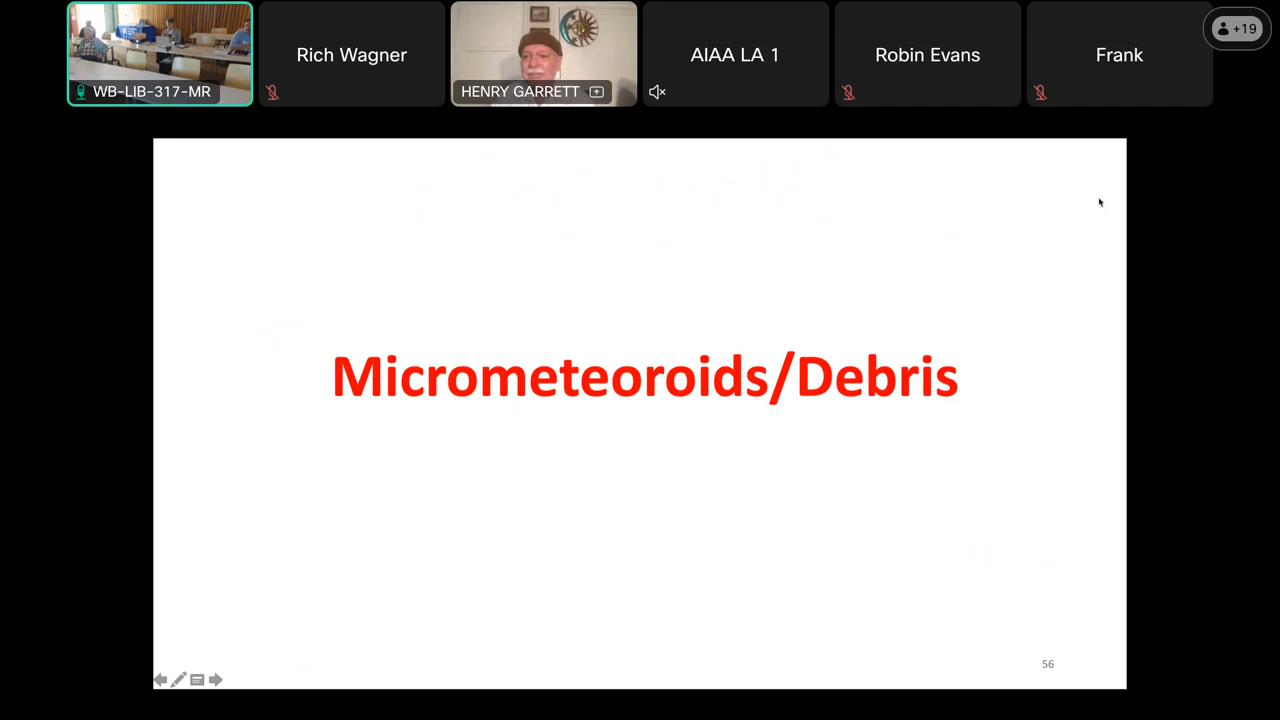 WB-LIB-317-MR
Rich Wagner
HENRY GARRETT
AIAA LA 1
Robin Evans
Frank
+19
Micrometeoroids/Debris
56